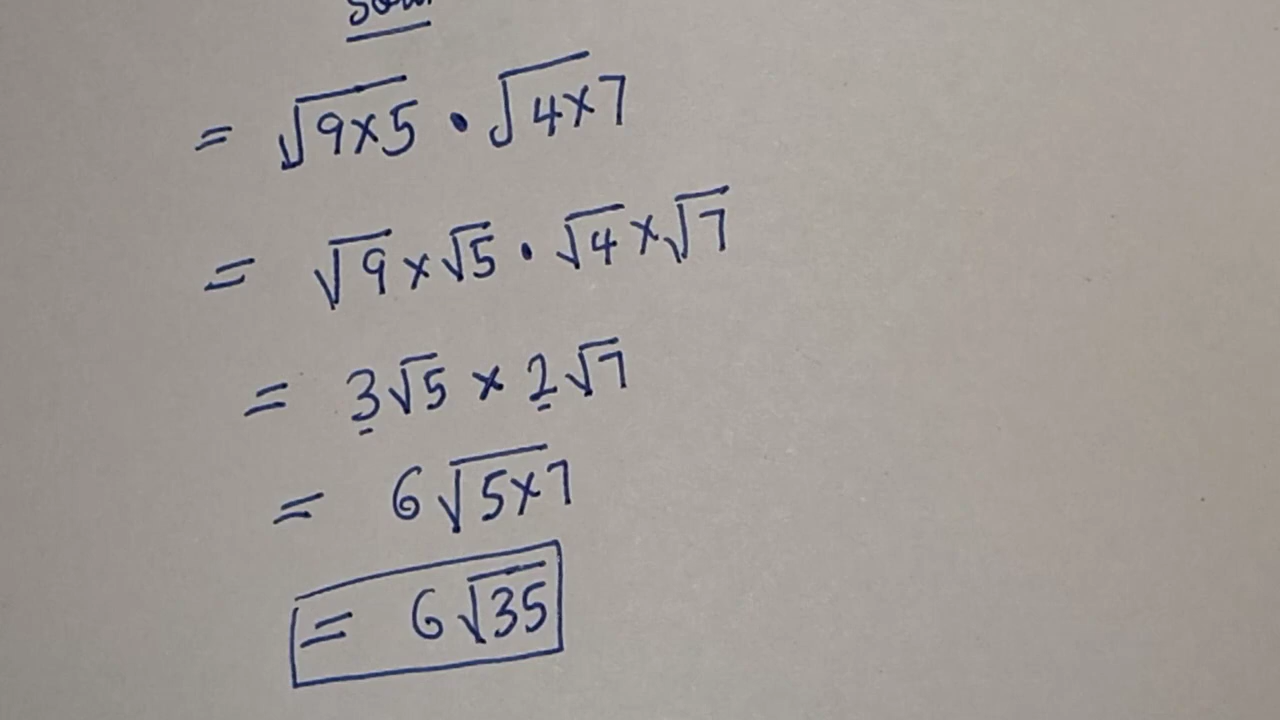 = √9×5 • √4×7
= √9 × √5 • √4 × √7
= 3√5 × 2√7
= 6√5×7
= 6√35